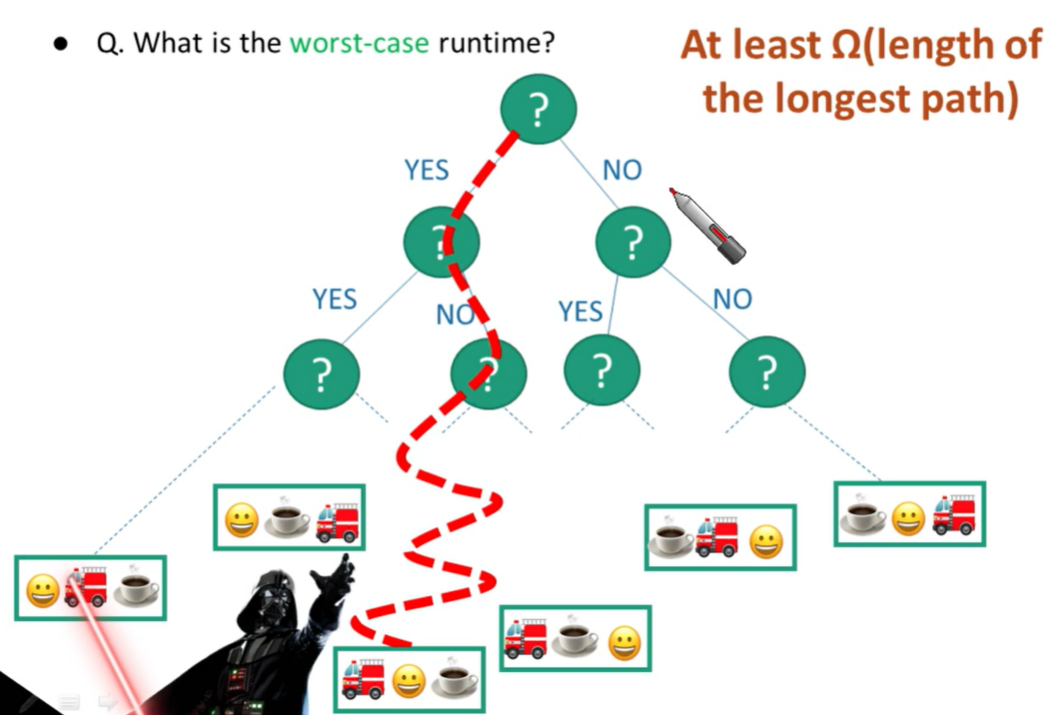 ● Q. What is the worst-case runtime?
At least Ω(length of
the longest path)
?
YES
NO
?
?
YES
NO
YES
NO
?
?
?
?